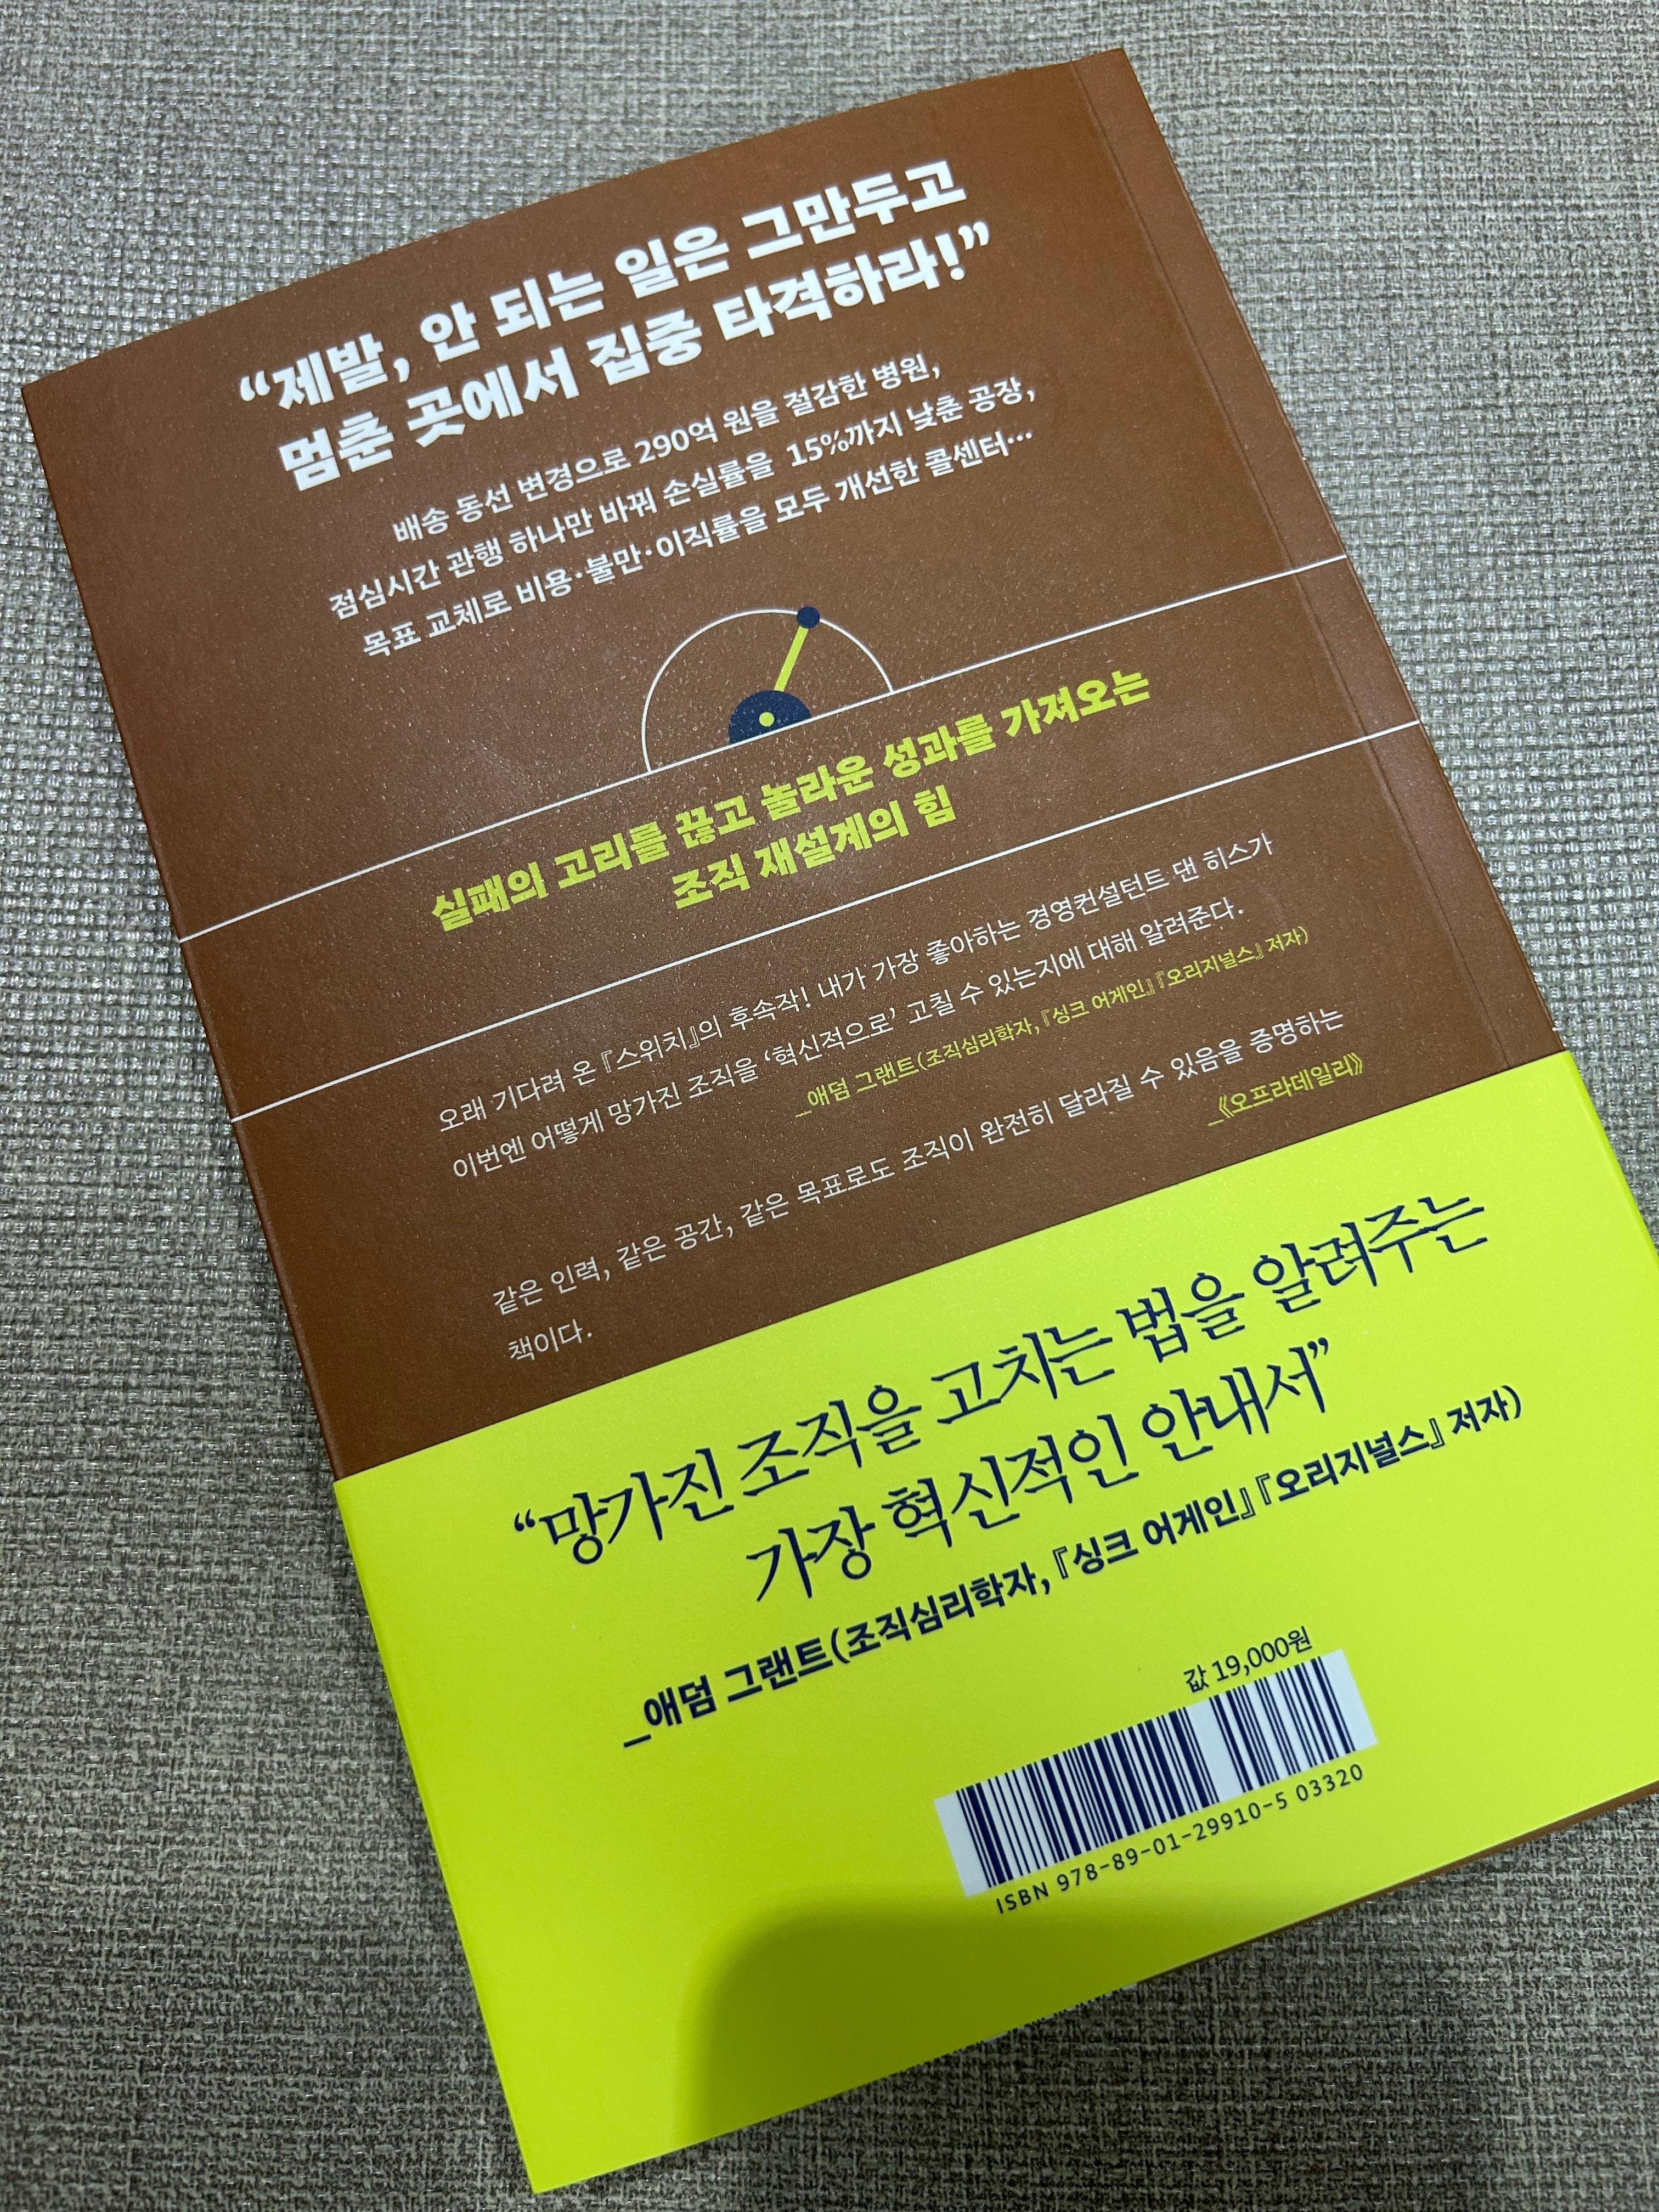 “제발, 안 되는 일은 그만두고
멈춘 곳에서 집중 타격하라!”
배송 동선 변경으로 290억 원을 절감한 병원,
점심시간 관행 하나만 바꿔 손실률을 15%까지 낮춘 공장,
목표 교체로 비용·불만·이직률을 모두 개선한 콜센터…
실패의 고리를 끊고 놀라운 성과를 가져오는
조직 재설계의 힘
오래 기다려 온 『스위치』의 후속작! 내가 가장 좋아하는 경영컨설턴트 댄 히스가
이번엔 어떻게 망가진 조직을 ‘혁신적으로’ 고칠 수 있는지에 대해 알려준다.
_애덤 그랜트(조직심리학자, 『싱크 어게인』 『오리지널스』 저자)
같은 인력, 같은 공간, 같은 목표로도 조직이 완전히 달라질 수 있음을 증명하는
책이다.
_《오프라데일리》
“망가진 조직을 고치는 법을 알려주는
가장 혁신적인 안내서”
_애덤 그랜트(조직심리학자, 『싱크 어게인』 『오리지널스』 저자)
값 19,000원
ISBN 978-89-01-29910-5 03320